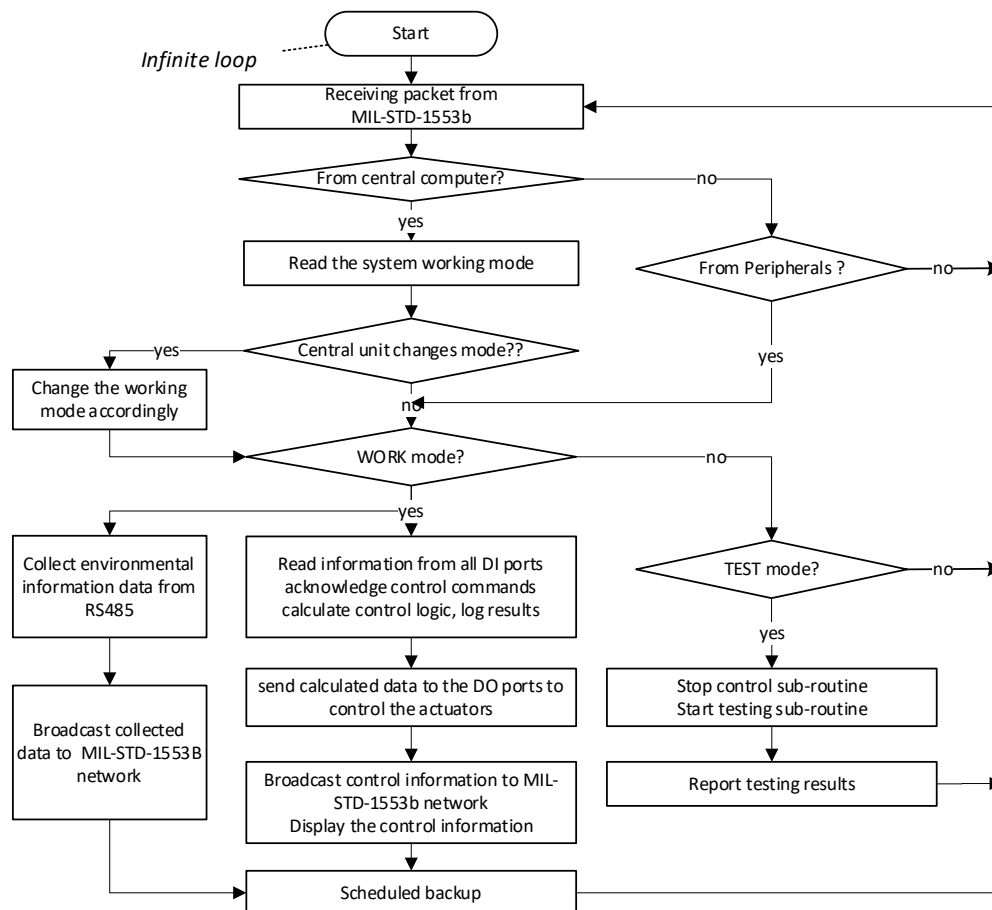 Start
Infinite loop
Receiving packet from
MIL-STD-1553b
From central computer?
no
yes
Read the system working mode
From Peripherals ?
no
Central unit changes mode??
yes
yes
Change the working
mode accordingly
no
WORK mode?
no
yes
Collect environmental
information data from
RS485
Read information from all DI ports
acknowledge control commands
calculate control logic, log results
TEST mode?
no
yes
send calculated data to the DO ports to
control the actuators
Stop control sub-routine
Start testing sub-routine
Broadcast collected
data to MIL-STD-1553B
network
Broadcast control information to MIL-
STD-1553b network
Display the control information
Report testing results
Scheduled backup